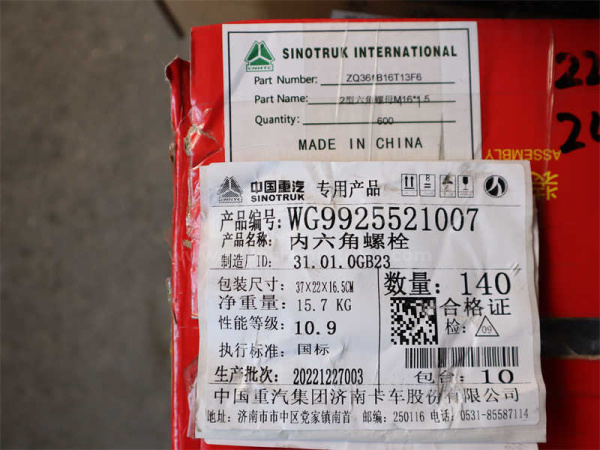 SINOTRUK INTERNATIONAL
Part Number: ZQ361B16T13F6
Part Name: 2型六角螺母M16*1.5
Quantity: 600
MADE IN CHINA
ASSEMBLY
装
中国重汽 专用产品
SINOTRUK
产品编号: WG9925521007
产品名称: 内六角螺栓
制造厂ID: 31.01.0GB23
包装尺寸: 37×22×16.5CM 数量: 140
净重量: 15.7 KG 合格证
性能等级: 10.9 检: 09
执行标准: 国标
生产批次: 20221227003 包合: 10
中国重汽集团济南卡车股份有限公司
地址: 济南市市中区党家镇南首 邮编: 250116 电话: 0531-85587114